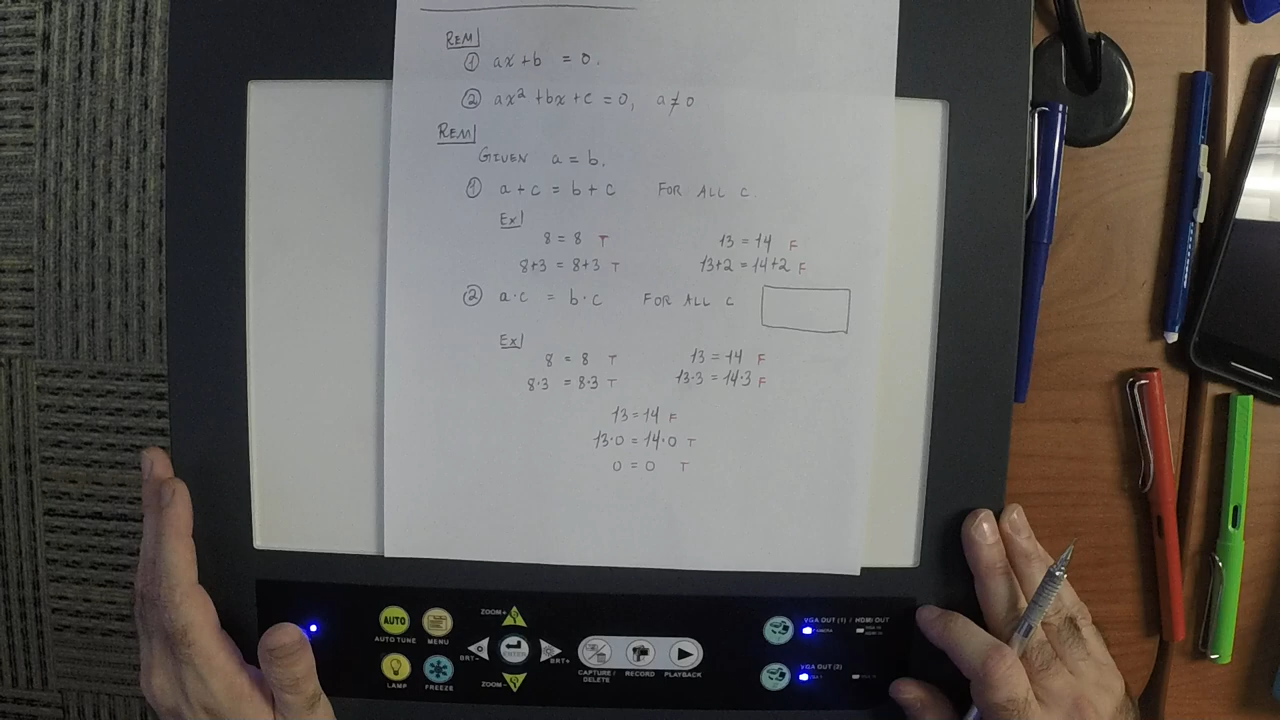 REM
① ax + b = 0.
② ax² + bx + c = 0, a ≠ 0
REM
GIVEN a = b.
① a + c = b + c FOR ALL c.
Ex
8 = 8 T 13 = 14 F
8+3 = 8+3 T 13+2 = 14+2 F
② a·c = b·c FOR ALL c
Ex
8 = 8 T 13 = 14 F
8·3 = 8·3 T 13·3 = 14·3 F
13 = 14 F
13·0 = 14·0 T
0 = 0 T
AUTO
AUTO TUNE
MENU
LAMP
FREEZE
ZOOM+
BRT-
ENTER
BRT+
ZOOM-
CAPTURE / DELETE
RECORD
PLAYBACK
VGA OUT (1) / HDMI OUT
VGA OUT (2)